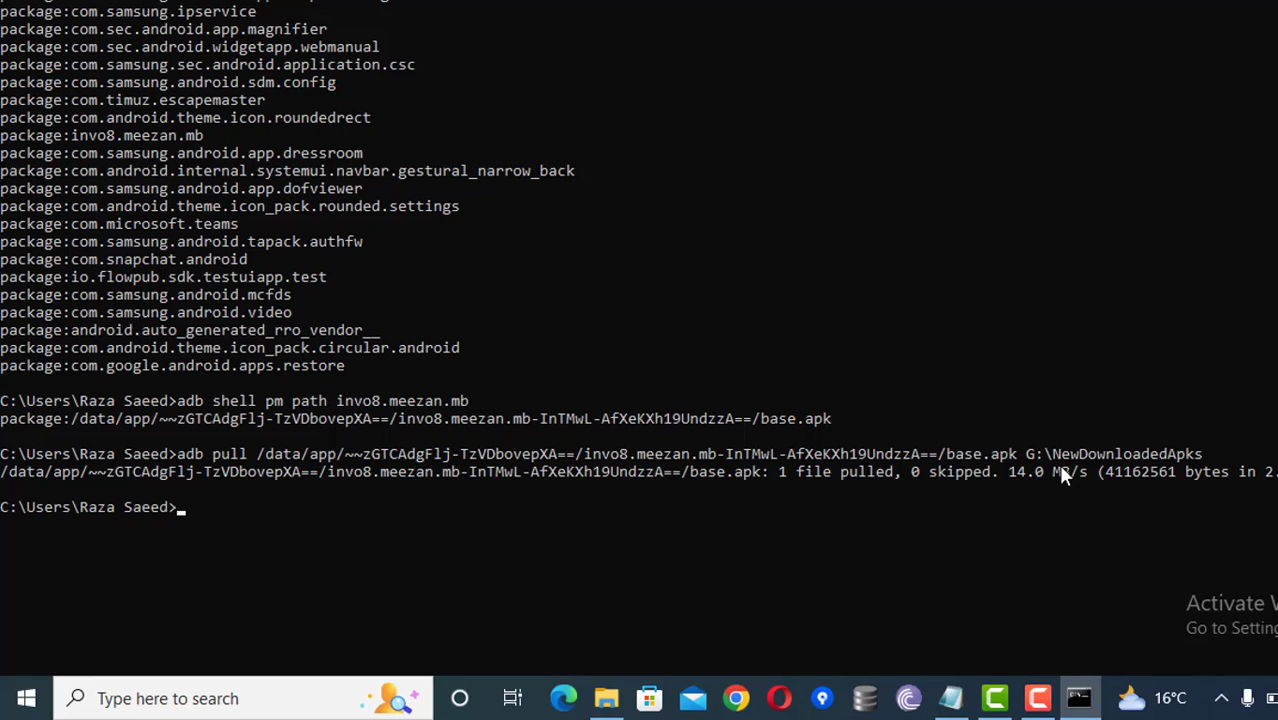 package:com.samsung.ipservice
package:com.sec.android.app.magnifier
package:com.sec.android.widgetapp.webmanual
package:com.samsung.sec.android.application.csc
package:com.samsung.android.sdm.config
package:com.timuz.escapemaster
package:com.android.theme.icon.roundedrect
package:invo8.meezan.mb
package:com.samsung.android.app.dressroom
package:com.android.internal.systemui.navbar.gestural_narrow_back
package:com.samsung.android.app.dofviewer
package:com.android.theme.icon_pack.rounded.settings
package:com.microsoft.teams
package:com.samsung.android.tapack.authfw
package:com.snapchat.android
package:io.flowpub.sdk.testuiapp.test
package:com.samsung.android.mcfds
package:com.samsung.android.video
package:android.auto_generated_rro_vendor__
package:com.android.theme.icon_pack.circular.android
package:com.google.android.apps.restore
C:\Users\Raza Saeed>adb shell pm path invo8.meezan.mb
package:/data/app/~~zGTCAdgFlj-TzVDbovepXA==/invo8.meezan.mb-InTMwL-AfXeKXh19UndzzA==/base.apk
C:\Users\Raza Saeed>adb pull /data/app/~~zGTCAdgFlj-TzVDbovepXA==/invo8.meezan.mb-InTMwL-AfXeKXh19UndzzA==/base.apk G:\NewDownloadedApks
/data/app/~~zGTCAdgFlj-TzVDbovepXA==/invo8.meezan.mb-InTMwL-AfXeKXh19UndzzA==/base.apk: 1 file pulled, 0 skipped. 14.0 MB/s (41162561 bytes in 2.
C:\Users\Raza Saeed>
Activate W
Go to Setting
Type here to search
16°C